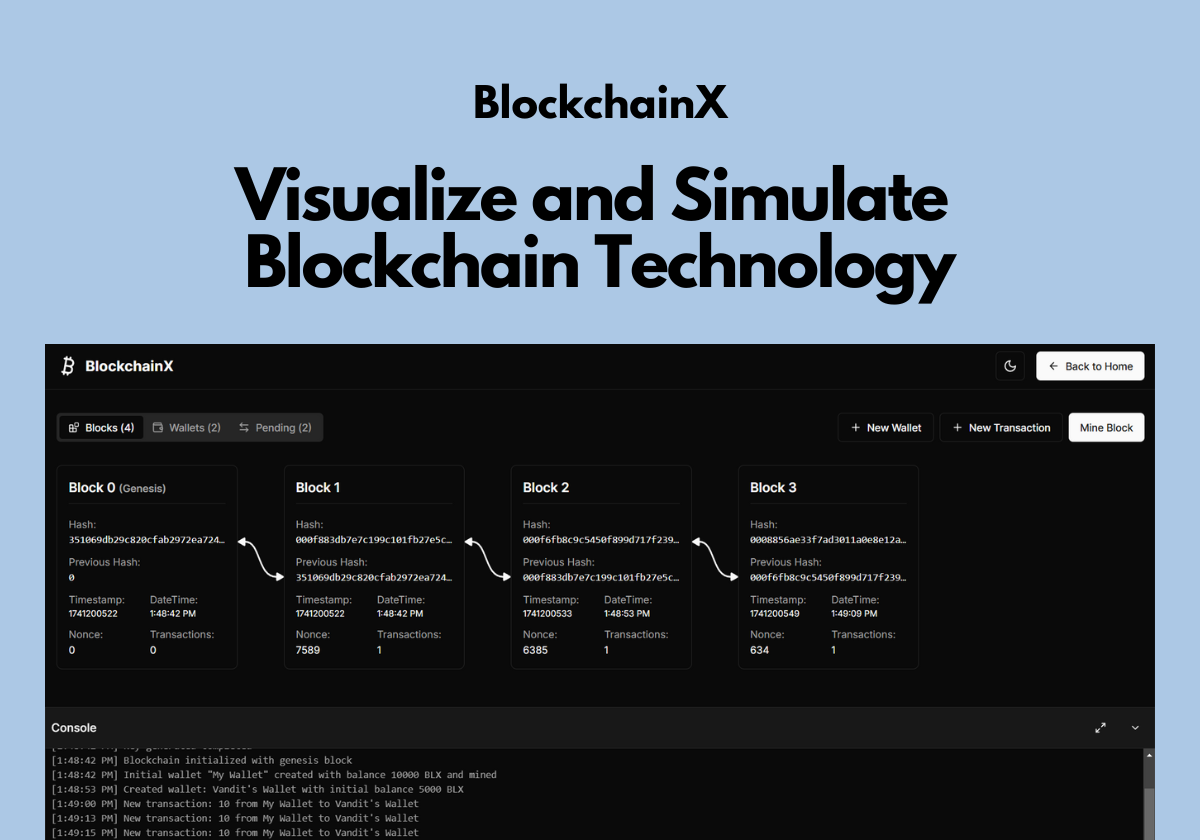 BlockchainX
Visualize and Simulate
Blockchain Technology
BlockchainX
Back to Home
Blocks (4) Wallets (2) Pending (2) + New Wallet + New Transaction Mine Block
Block 0 (Genesis)
Hash:
351069db29c820cfab2972ea724…
Previous Hash:
0
Timestamp: DateTime:
1741200522 1:48:42 PM
Nonce: Transactions:
0 0
Block 1
Hash:
000f883db7e7c199c101fb27e5c…
Previous Hash:
351069db29c820cfab2972ea724…
Timestamp: DateTime:
1741200522 1:48:42 PM
Nonce: Transactions:
7589 1
Block 2
Hash:
000f6fb8c9c5450f899d717f239…
Previous Hash:
000f883db7e7c199c101fb27e5c…
Timestamp: DateTime:
1741200533 1:48:53 PM
Nonce: Transactions:
6385 1
Block 3
Hash:
0008856ae33f7ad3011a0e8e12a…
Previous Hash:
000f6fb8c9c5450f899d717f239…
Timestamp: DateTime:
1741200549 1:49:09 PM
Nonce: Transactions:
634 1
Console
[1:48:42 PM] Blockchain initialized with genesis block
[1:48:42 PM] Initial wallet "My Wallet" created with balance 10000 BLX and mined
[1:48:53 PM] Created wallet: Vandit's Wallet with initial balance 5000 BLX
[1:49:00 PM] New transaction: 10 from My Wallet to Vandit's Wallet
[1:49:13 PM] New transaction: 10 from My Wallet to Vandit's Wallet
[1:49:15 PM] New transaction: 10 from My Wallet to Vandit's Wallet